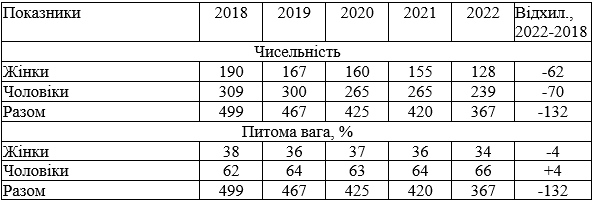 Показники 2018 2019 2020 2021 2022 Відхил., 2022-2018
Чисельність
Жінки 190 167 160 155 128 -62
Чоловіки 309 300 265 265 239 -70
Разом 499 467 425 420 367 -132
Питома вага, %
Жінки 38 36 37 36 34 -4
Чоловіки 62 64 63 64 66 +4
Разом 499 467 425 420 367 -132